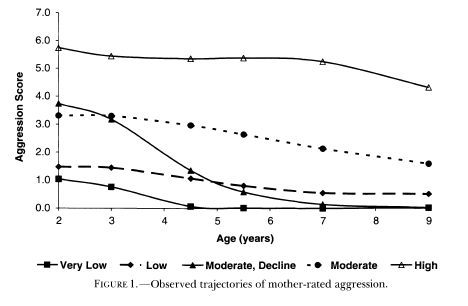 7.0
6.0
5.0
4.0
3.0
2.0
1.0
0.0
Aggression Score
2 3 4 5 6 7 8 9
Age (years)
Very Low Low Moderate, Decline Moderate High
FIGURE 1.—Observed trajectories of mother-rated aggression.